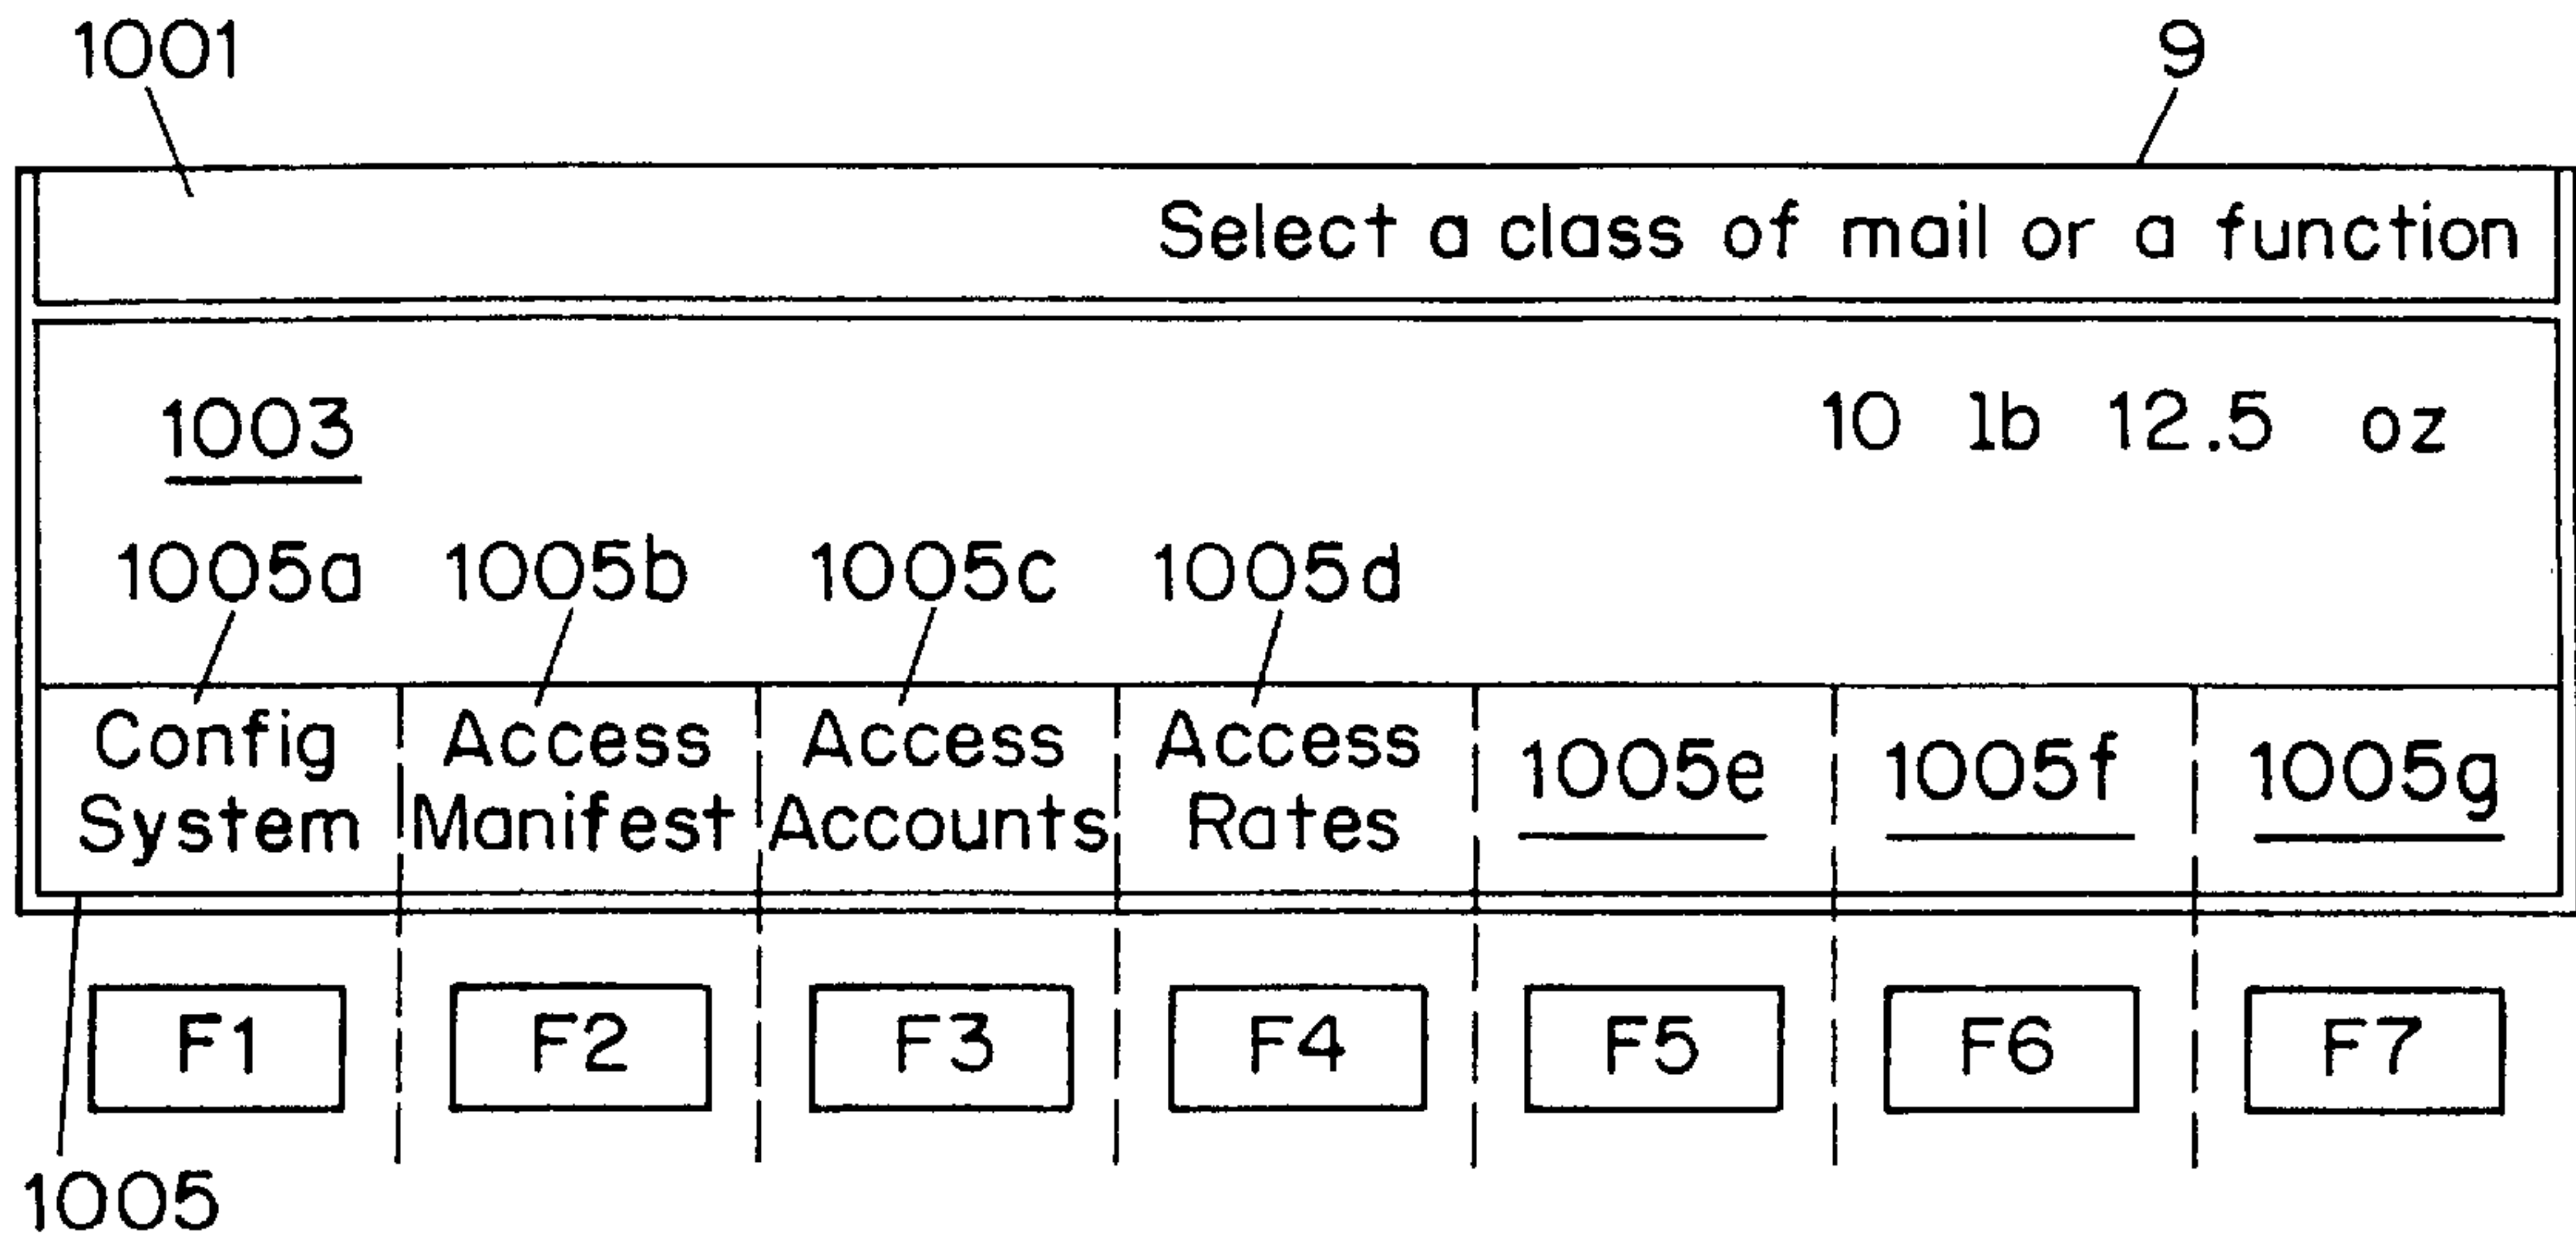 1001 9
Select a class of mail or a function
1003 10 lb 12.5 oz
1005a 1005b 1005c 1005d
Config Access Access Access
System Manifest Accounts Rates
1005e 1005f 1005g
F1 F2 F3 F4 F5 F6 F7
1005